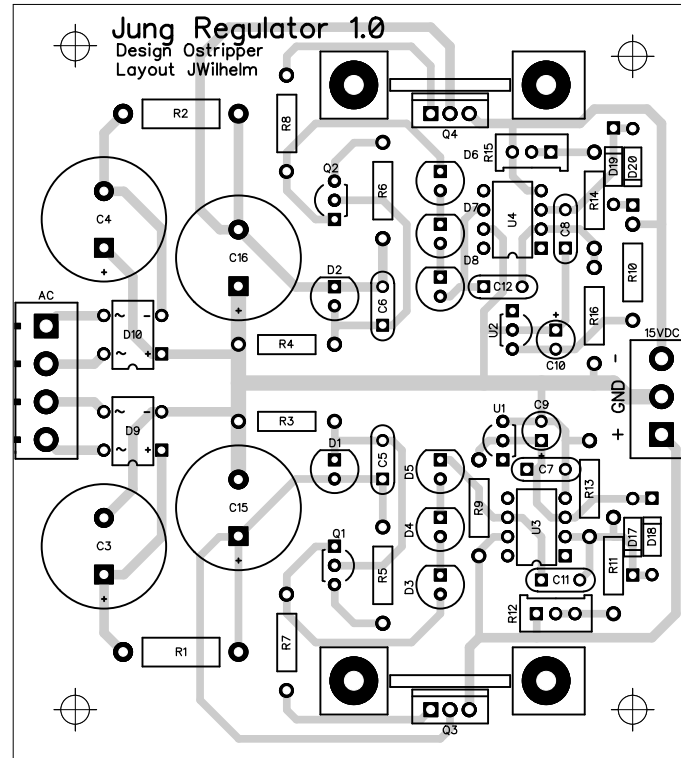 Jung Regulator 1.0
Design Ostripper
Layout JWilhelm
R2
R8
Q4
D6
R15
D19
D20
Q2
R6
C4
D7
U4
C8
R14
C16
D8
R10
D2
C12
AC
C6
U2
+
R16
D10
~ -
~ +
R4
C10
15VDC
-
GND
+
D9
~ -
~ +
R3
U1
C9
D1
C5
D5
C7
R13
C15
R9
C3
D4
U3
D17
D18
Q1
R5
D3
R11
C11
R12
R1
R7
Q3
+
+
+
+
+